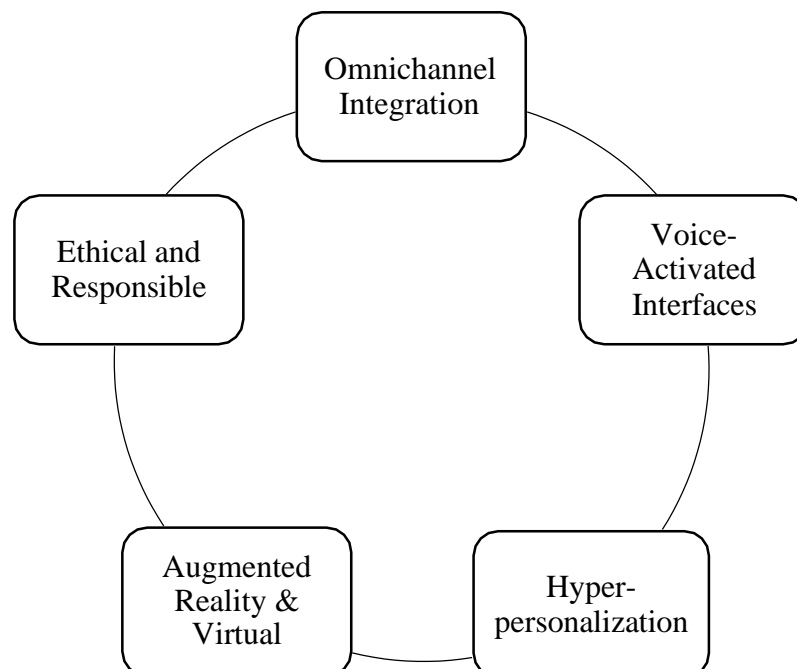 Omnichannel
Integration
Ethical and
Responsible
Voice-
Activated
Interfaces
Augmented
Reality &
Virtual
Hyper-
personalization